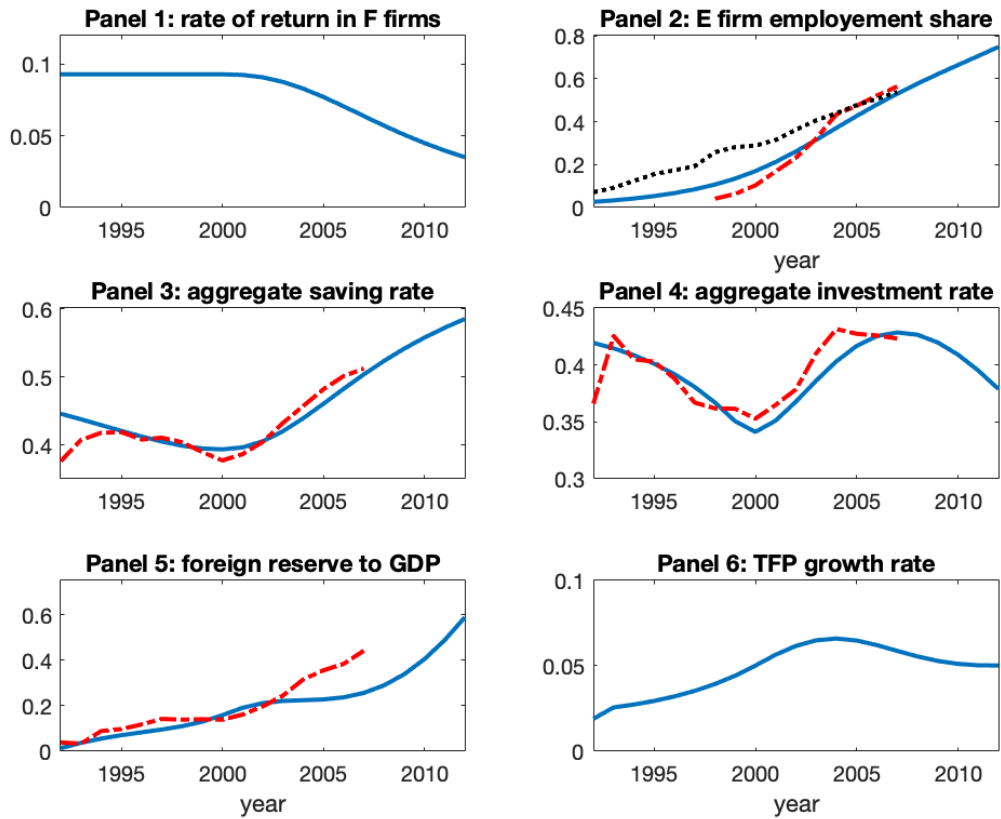 Panel 1: rate of return in F firms
0.1
0.05
0
1995 2000 2005 2010
Panel 2: E firm employement share
0.8
0.6
0.4
0.2
0
1995 2000 2005 2010
year
Panel 3: aggregate saving rate
0.6
0.5
0.4
1995 2000 2005 2010
Panel 4: aggregate investment rate
0.45
0.4
0.35
0.3
1995 2000 2005 2010
Panel 5: foreign reserve to GDP
0.6
0.4
0.2
0
1995 2000 2005 2010
year
Panel 6: TFP growth rate
0.1
0.05
0
1995 2000 2005 2010
year